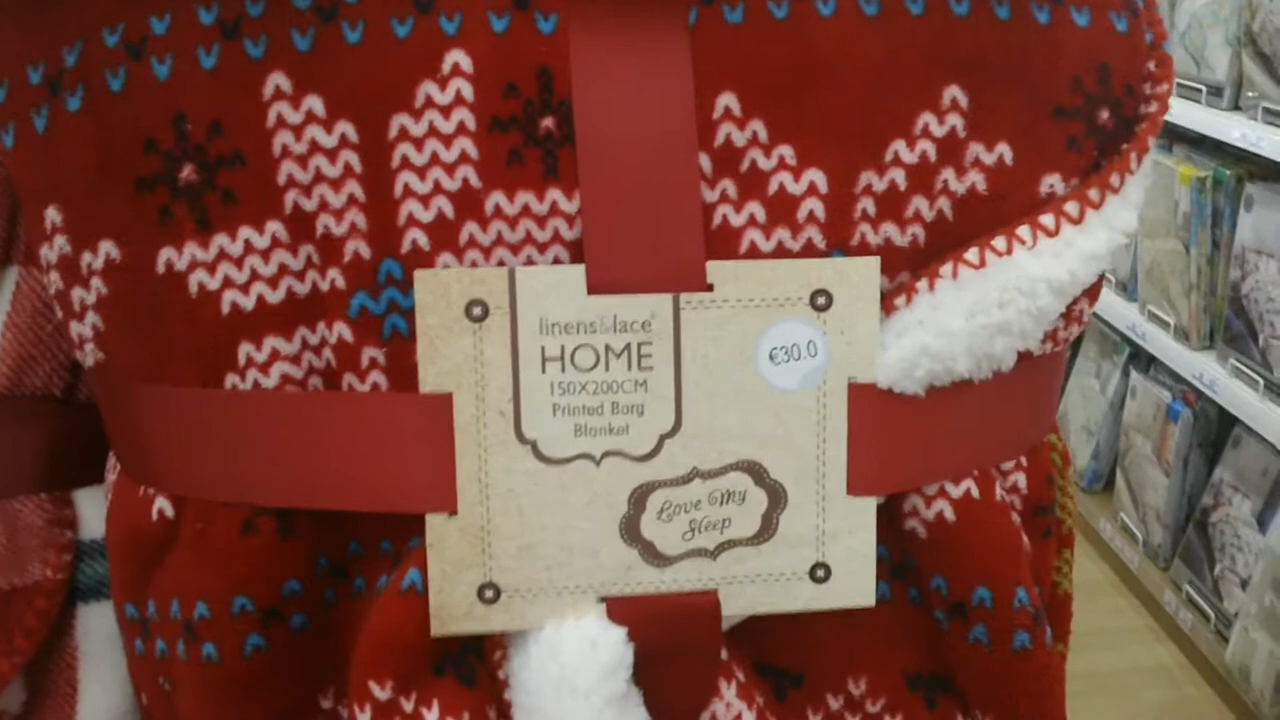 linens&lace
HOME
150X200CM
Printed Borg
Blanket
€30.0
Love My
Sleep